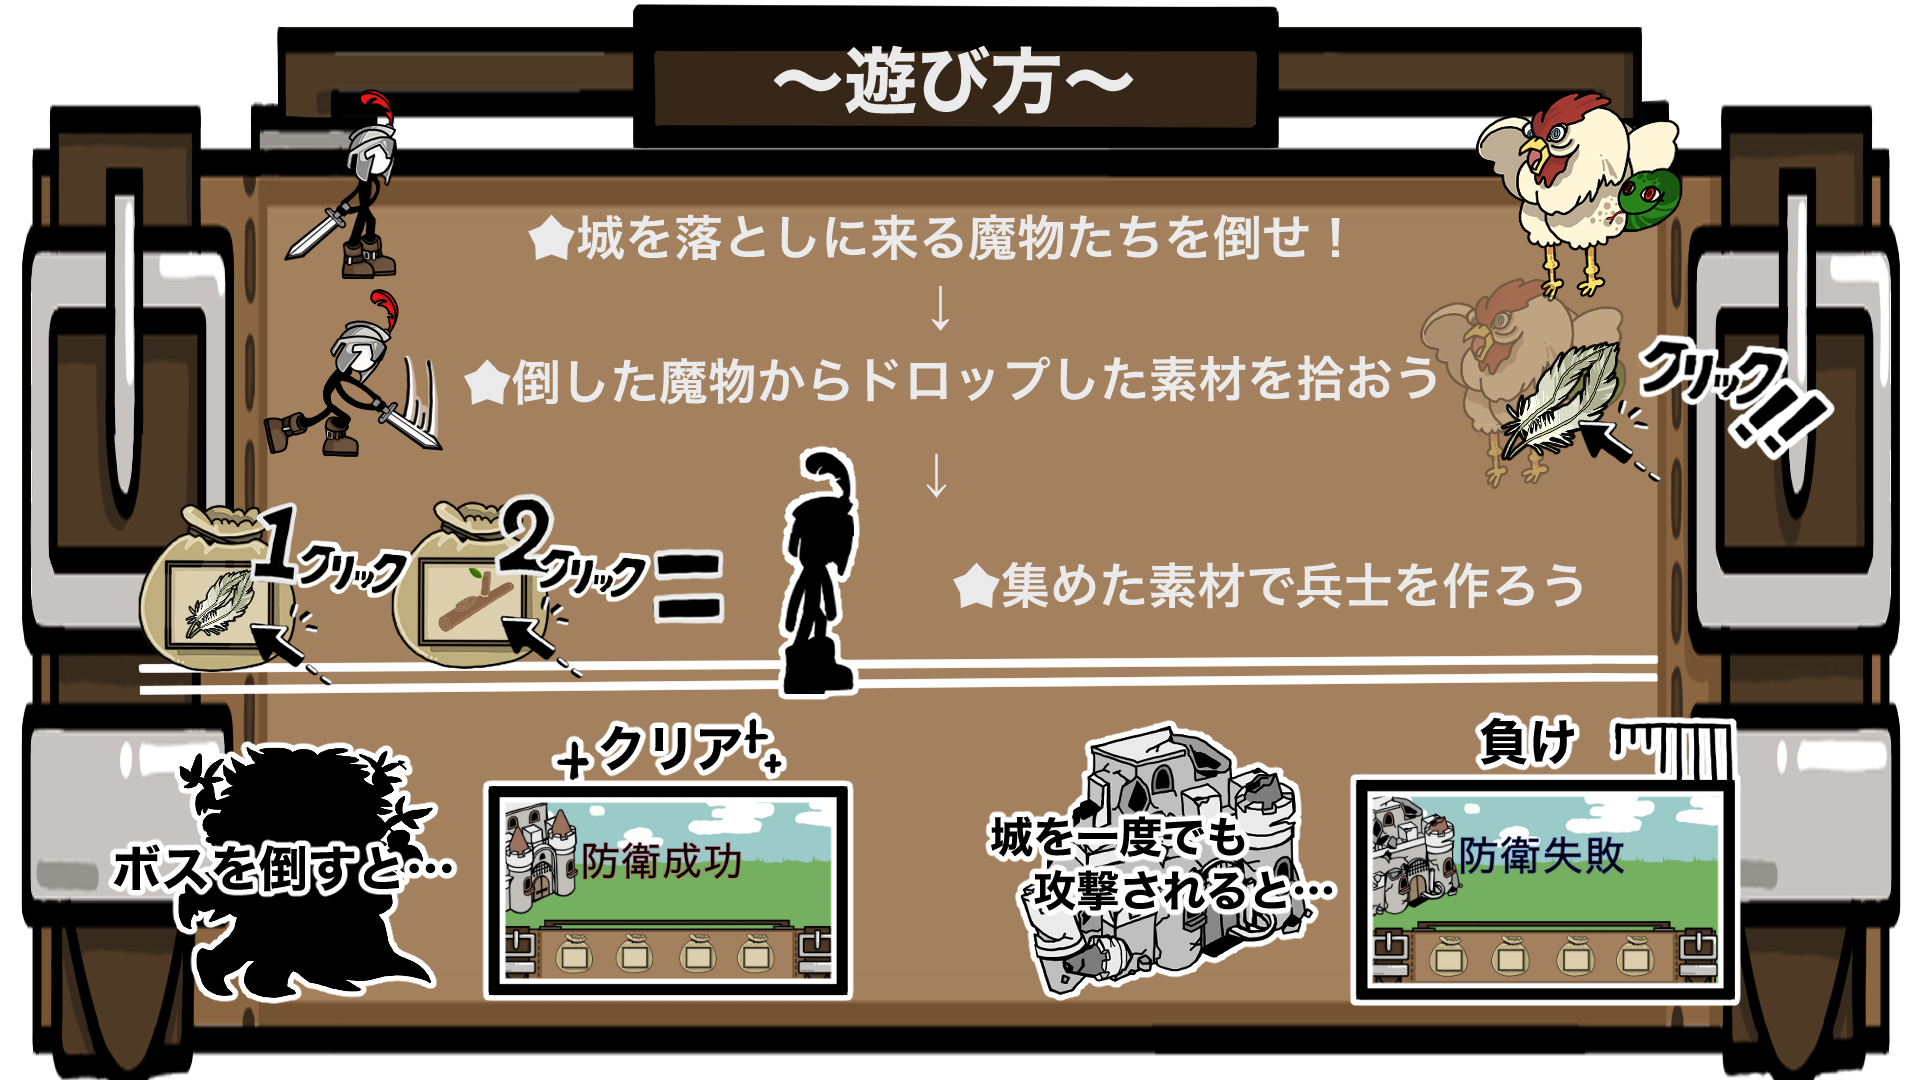 ～遊び方～
★城を落としに来る魔物たちを倒せ！
↓
★倒した魔物からドロップした素材を拾おう
クリック!!
↓
1クリック
2クリック
=
★集めた素材で兵士を作ろう
クリア
ボスを倒すと…
防衛成功
負け
城を一度でも
攻撃されると…
防衛失敗